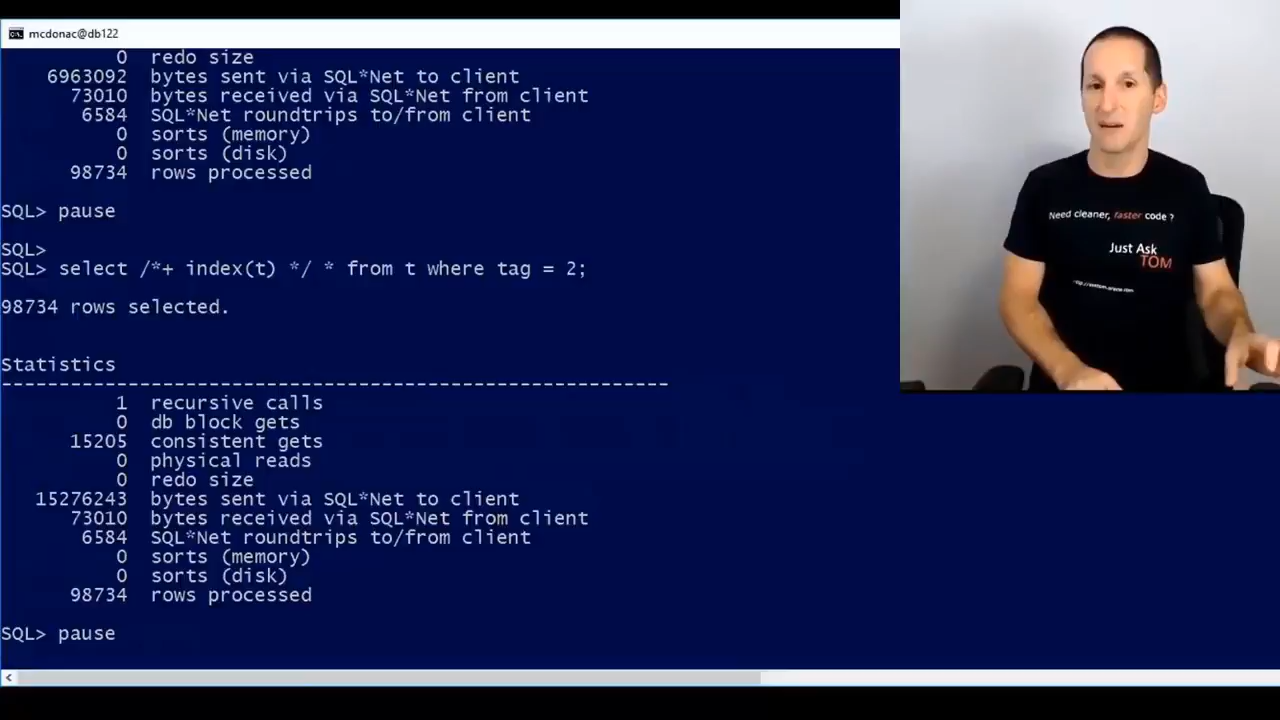 mcdonac@db122
0 redo size
6963092 bytes sent via SQL*Net to client
73010 bytes received via SQL*Net from client
6584 SQL*Net roundtrips to/from client
0 sorts (memory)
0 sorts (disk)
98734 rows processed
SQL> pause
SQL>
SQL> select /*+ index(t) */ * from t where tag = 2;
98734 rows selected.
Statistics
----------------------------------------------------------
1 recursive calls
0 db block gets
15205 consistent gets
0 physical reads
0 redo size
15276243 bytes sent via SQL*Net to client
73010 bytes received via SQL*Net from client
6584 SQL*Net roundtrips to/from client
0 sorts (memory)
0 sorts (disk)
98734 rows processed
SQL> pause
Need cleaner, faster code ?
Just Ask
TOM